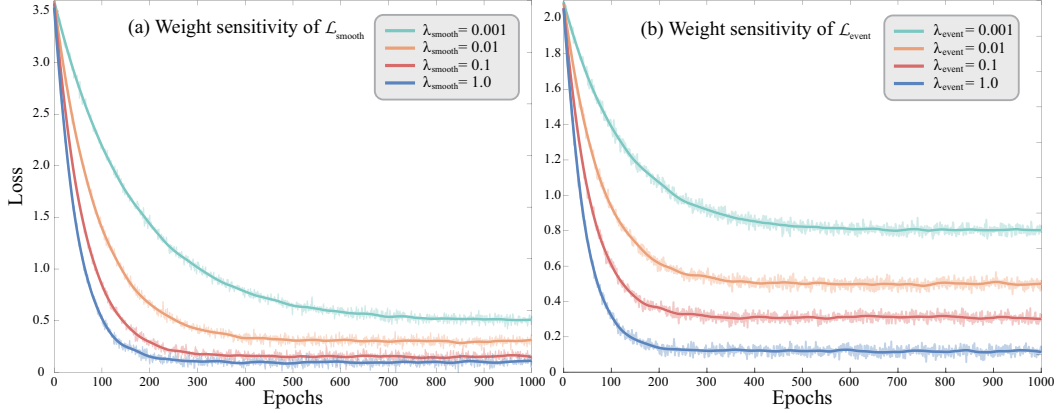 (a) Weight sensitivity of ℒsmooth
λsmooth= 0.001
λsmooth= 0.01
λsmooth= 0.1
λsmooth= 1.0
3.5
3.0
2.5
2.0
1.5
1.0
0.5
0
Loss
0 100 200 300 400 500 600 700 800 900 1000
Epochs
(b) Weight sensitivity of ℒevent
λevent= 0.001
λevent= 0.01
λevent= 0.1
λevent= 1.0
2.0
1.8
1.6
1.4
1.2
1.0
0.8
0.6
0.4
0.2
0
0 100 200 300 400 500 600 700 800 900 1000
Epochs